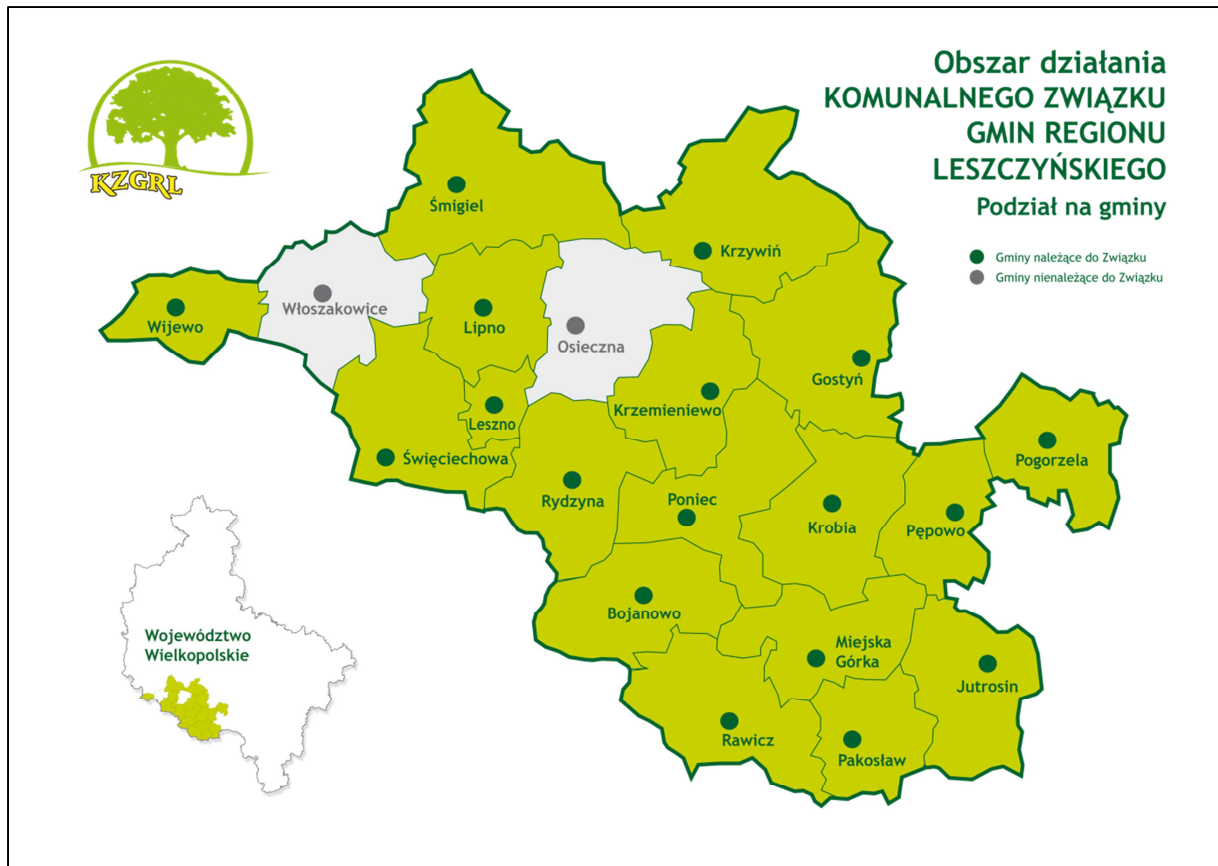 Obszar działania
KOMUNALNEGO ZWIĄZKU
GMIN REGIONU
LESZCZYŃSKIEGO
Podział na gminy
Gminy należące do Związku
Gminy nienależące do Związku
KZGRL
Śmigiel
Krzywiń
Włoszakowice
Wijewo
Lipno
Osieczna
Gostyń
Krzemieniewo
Leszno
Święciechowa
Pogorzela
Rydzyna
Poniec
Krobia
Pępowo
Bojanowo
Miejska
Górka
Jutrosin
Rawicz
Pakosław
Województwo
Wielkopolskie